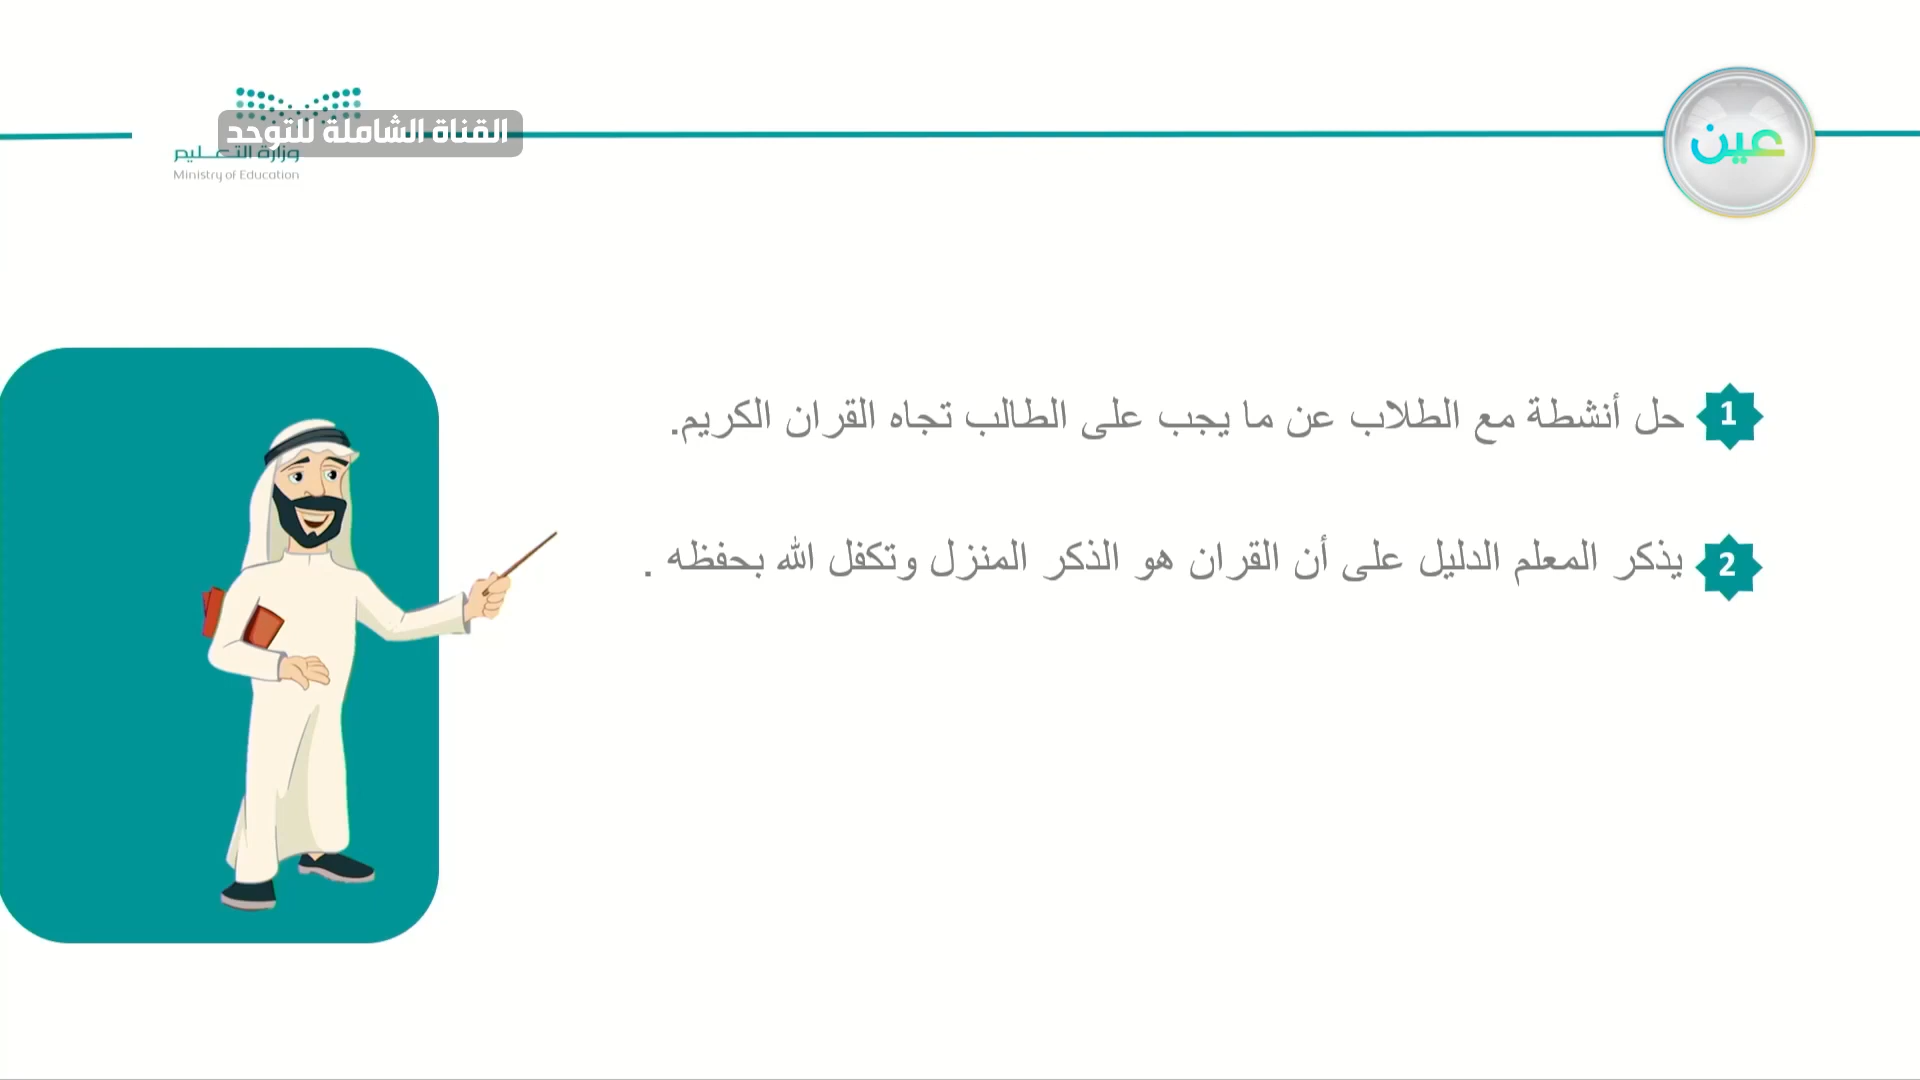 القناة الشاملة للتوحد
وزارة التعليم
Ministry of Education
عين
1 حل أنشطة مع الطلاب عن ما يجب على الطالب تجاه القران الكريم.
2 يذكر المعلم الدليل على أن القران هو الذكر المنزل وتكفل الله بحفظه .